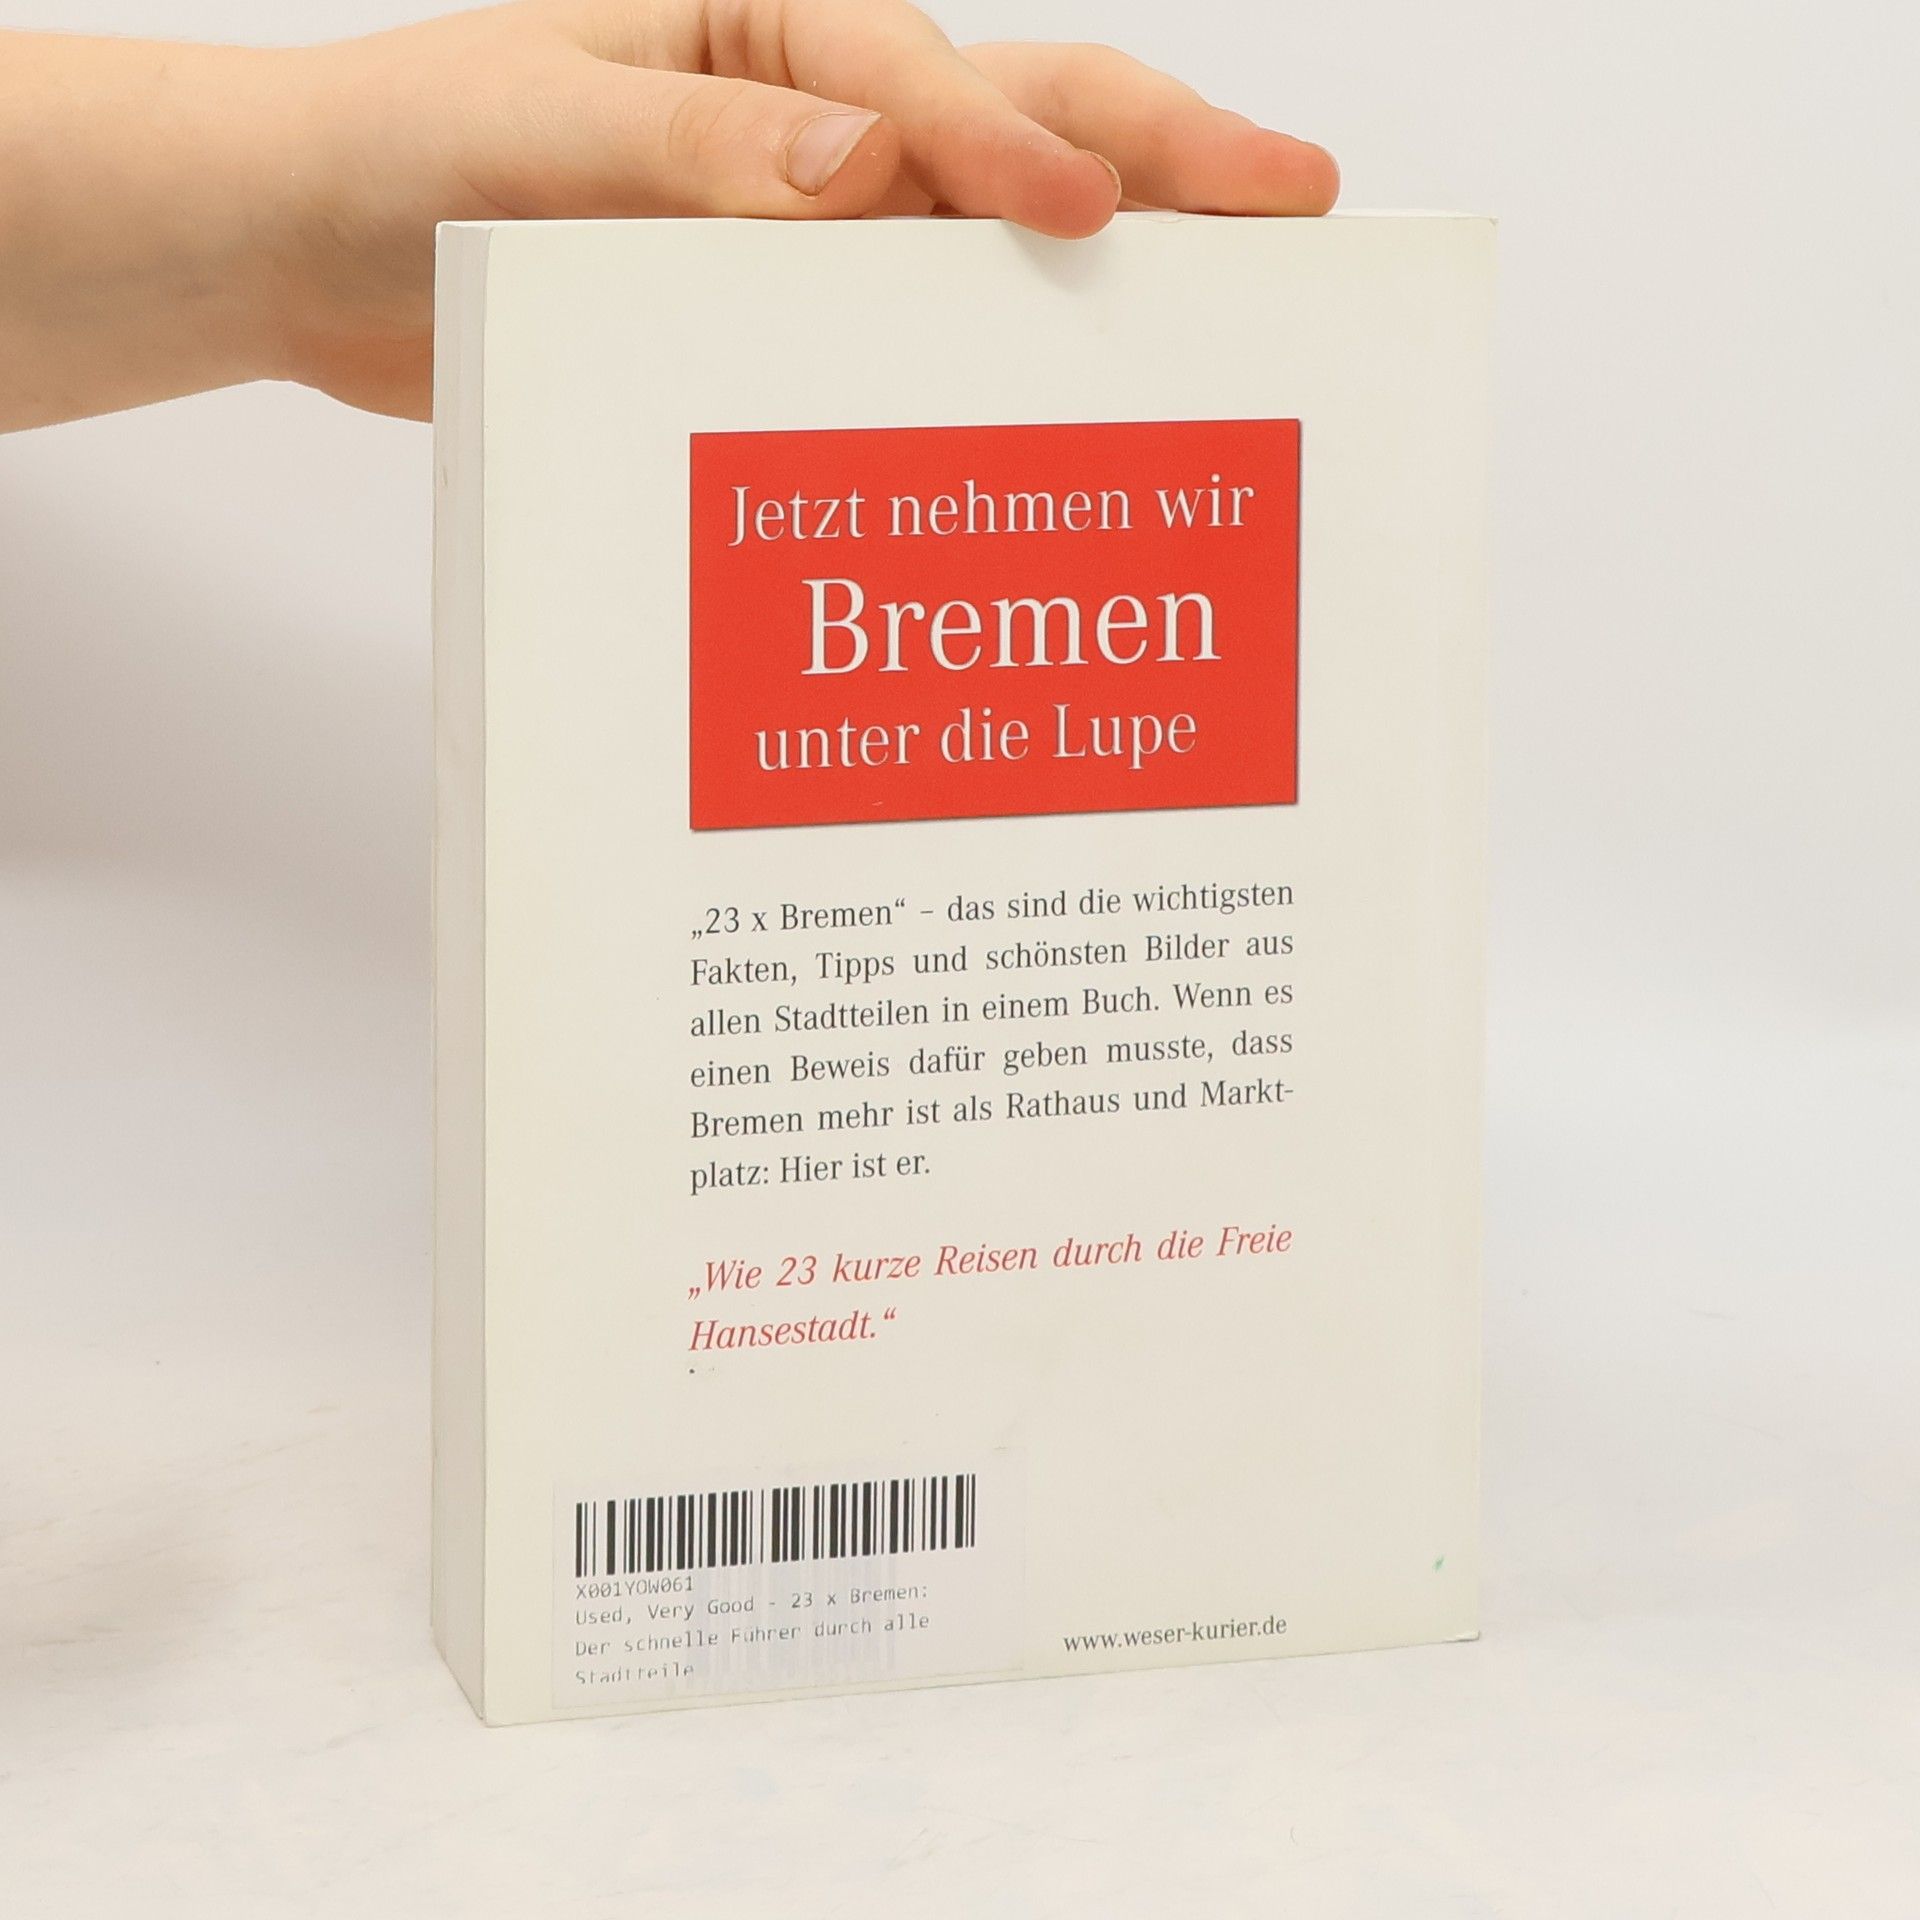 Jetzt nehmen wir
Bremen
unter die Lupe
„23 x Bremen“ – das sind die wichtigsten
Fakten, Tipps und schönsten Bilder aus
allen Stadtteilen in einem Buch. Wenn es
einen Beweis dafür geben musste, dass
Bremen mehr ist als Rathaus und Markt-
platz: Hier ist er.
„Wie 23 kurze Reisen durch die Freie
Hansestadt.“
X001YOW061
Used, Very Good - 23 x Bremen:
Der schnelle Führer durch alle
Stadtteile
www.weser-kurier.de